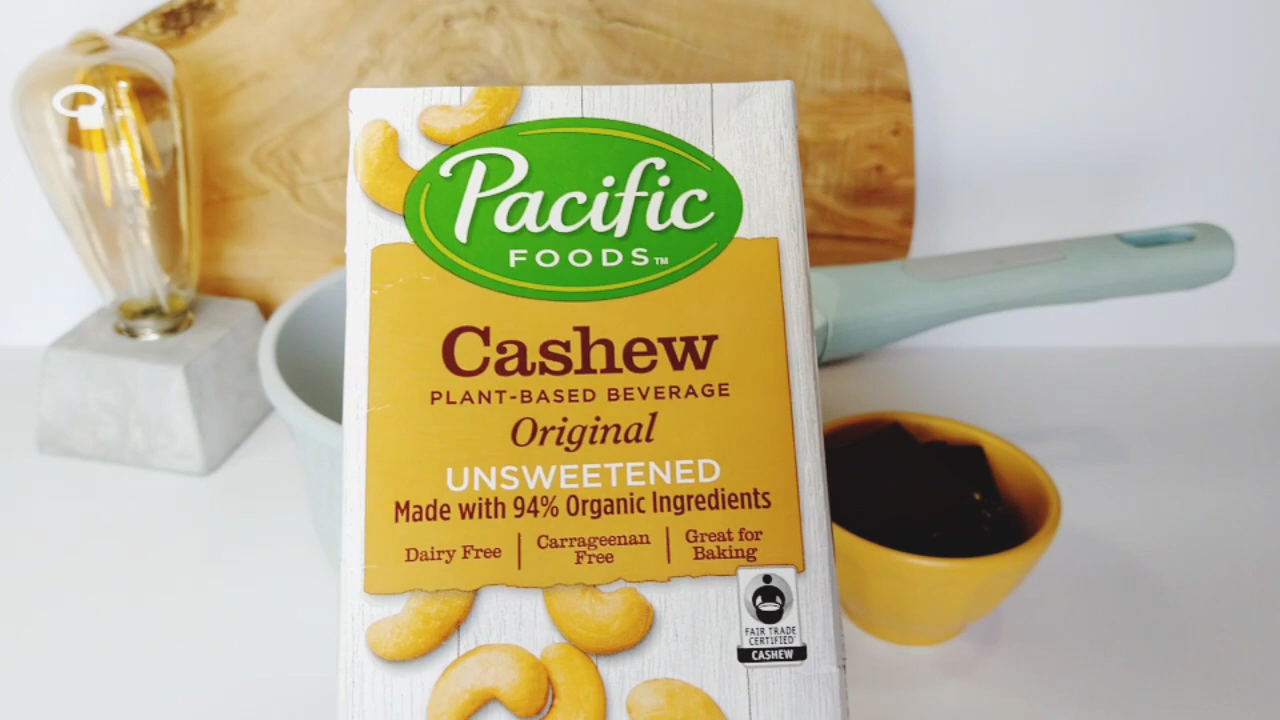 Pacific
FOODS™
Cashew
PLANT-BASED BEVERAGE
Original
UNSWEETENED
Made with 94% Organic Ingredients
Dairy Free | Carrageenan Free | Great for Baking
FAIR TRADE
CERTIFIED
CASHEW